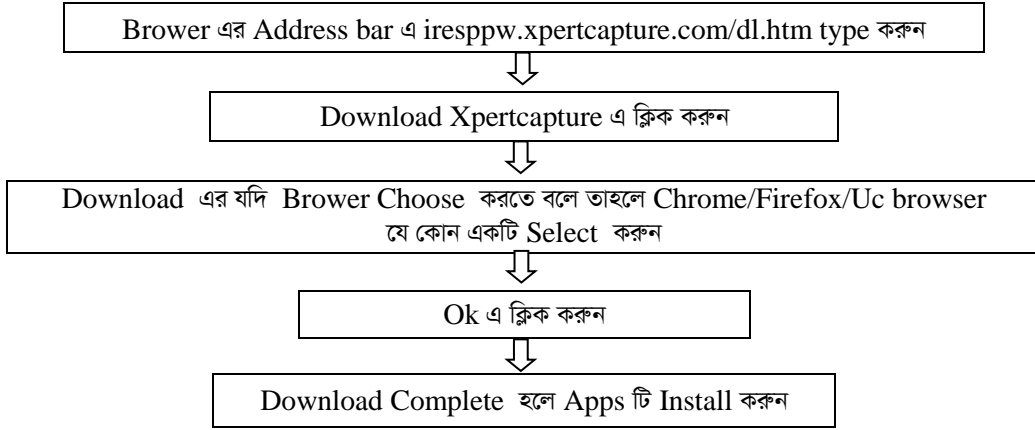 Brower এর Address bar এ iresppw.xpertcapture.com/dl.htm type করুন
Download Xpertcapture এ ক্লিক করুন
Download এর যদি Brower Choose করতে বলে তাহলে Chrome/Firefox/Uc browser
যে কোন একটি Select করুন
Ok এ ক্লিক করুন
Download Complete হলে Apps টি Install করুন